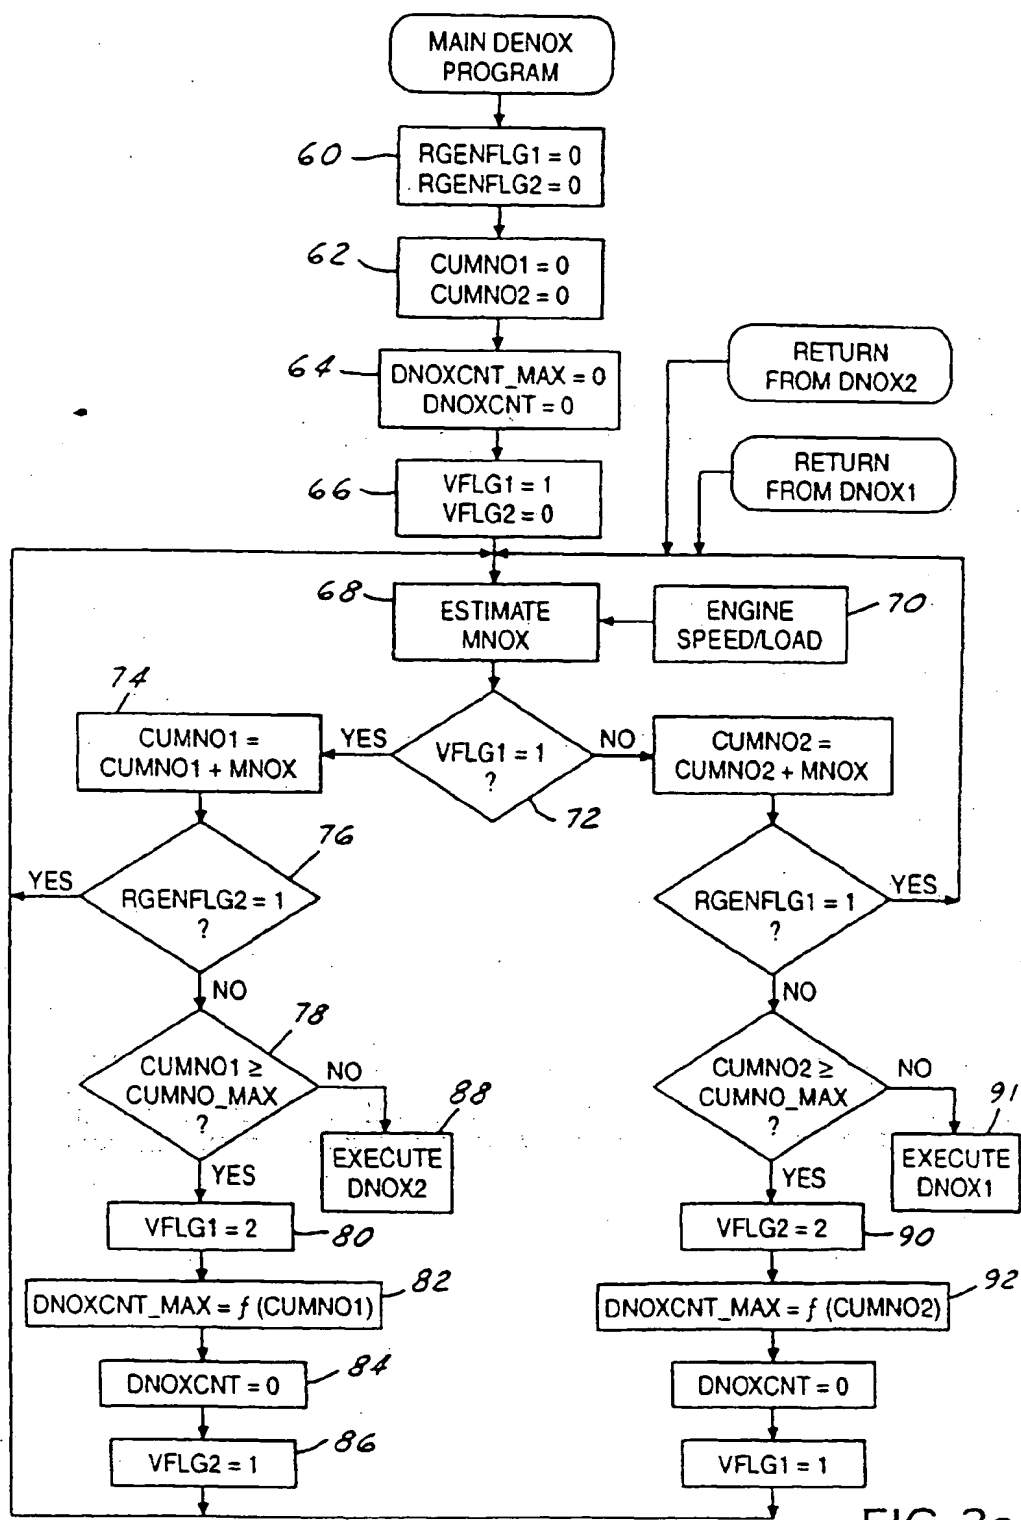 MAIN DENOX
PROGRAM
60
RGENFLG1 = 0
RGENFLG2 = 0
62
CUMNO1 = 0
CUMNO2 = 0
64
DNOXCNT_MAX = 0
DNOXCNT = 0
RETURN
FROM DNOX2
66
VFLG1 = 1
VFLG2 = 0
RETURN
FROM DNOX1
68
ESTIMATE
MNOX
ENGINE
SPEED/LOAD
70
74
CUMNO1 =
CUMNO1 + MNOX
YES
VFLG1 = 1
?
NO
72
CUMNO2 =
CUMNO2 + MNOX
76
YES
RGENFLG2 = 1
?
NO
RGENFLG1 = 1
?
YES
NO
78
CUMNO1 ≥
CUMNO_MAX
?
NO
88
EXECUTE
DNOX2
YES
CUMNO2 ≥
CUMNO_MAX
?
NO
91
EXECUTE
DNOX1
YES
VFLG1 = 2
80
VFLG2 = 2
90
DNOXCNT_MAX = f (CUMNO1)
82
DNOXCNT_MAX = f (CUMNO2)
92
DNOXCNT = 0
84
DNOXCNT = 0
VFLG2 = 1
86
VFLG1 = 1